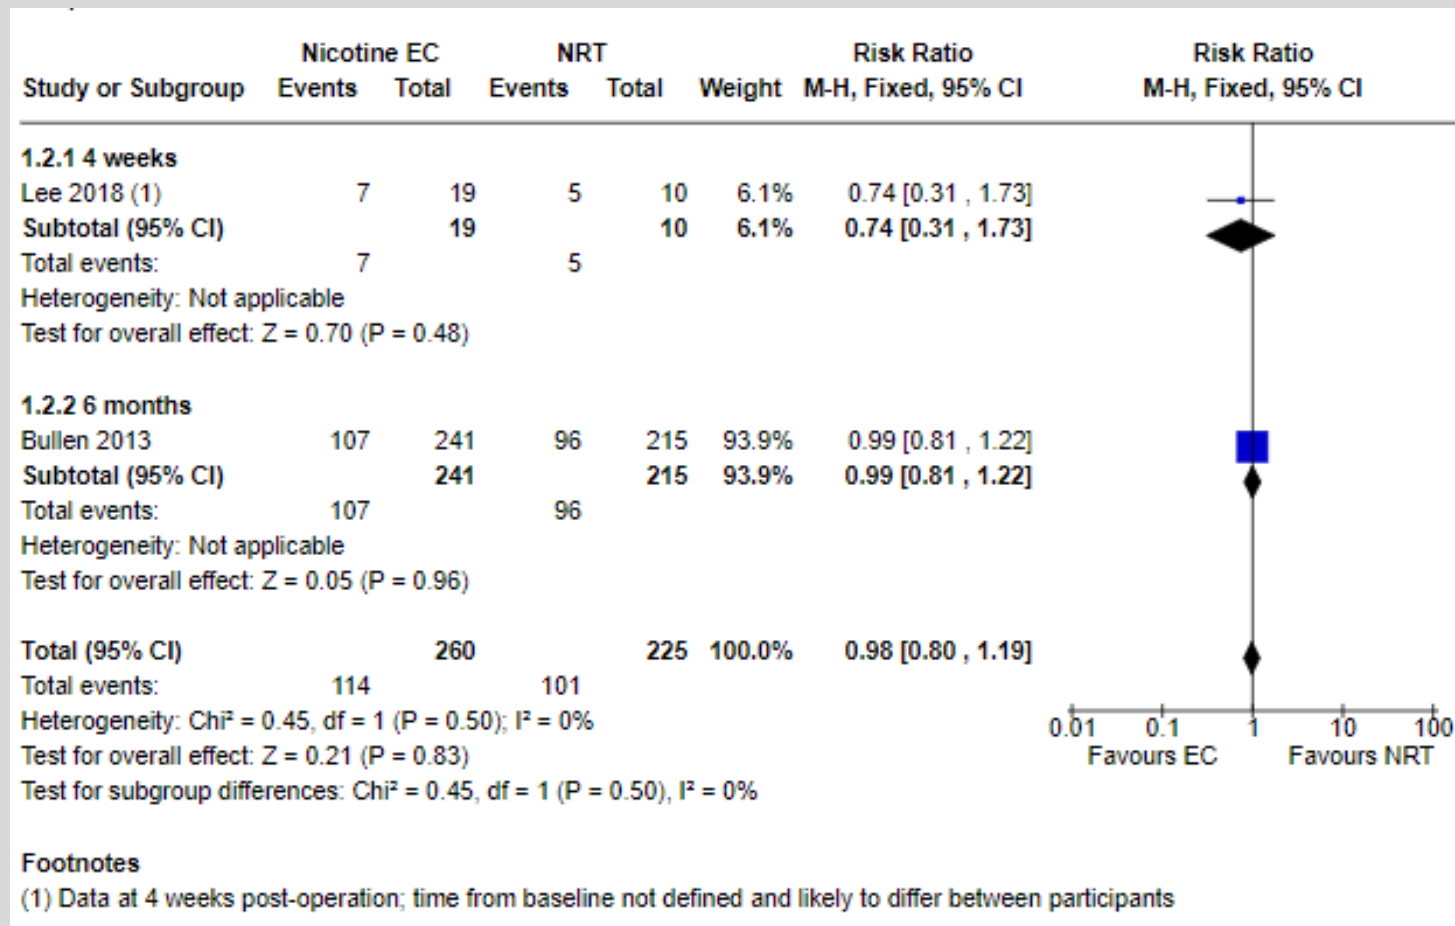 Nicotine EC NRT Risk Ratio Risk Ratio
Study or Subgroup Events Total Events Total Weight M-H, Fixed, 95% CI M-H, Fixed, 95% CI
1.2.1 4 weeks
Lee 2018 (1) 7 19 5 10 6.1% 0.74 [0.31 , 1.73]
Subtotal (95% CI) 19 10 6.1% 0.74 [0.31 , 1.73]
Total events: 7 5
Heterogeneity: Not applicable
Test for overall effect: Z = 0.70 (P = 0.48)
1.2.2 6 months
Bullen 2013 107 241 96 215 93.9% 0.99 [0.81 , 1.22]
Subtotal (95% CI) 241 215 93.9% 0.99 [0.81 , 1.22]
Total events: 107 96
Heterogeneity: Not applicable
Test for overall effect: Z = 0.05 (P = 0.96)
Total (95% CI) 260 225 100.0% 0.98 [0.80 , 1.19]
Total events: 114 101
Heterogeneity: Chi² = 0.45, df = 1 (P = 0.50); I² = 0%
0.01 0.1 1 10 100
Test for overall effect: Z = 0.21 (P = 0.83)
Favours EC Favours NRT
Test for subgroup differences: Chi² = 0.45, df = 1 (P = 0.50), I² = 0%
Footnotes
(1) Data at 4 weeks post-operation; time from baseline not defined and likely to differ between participants